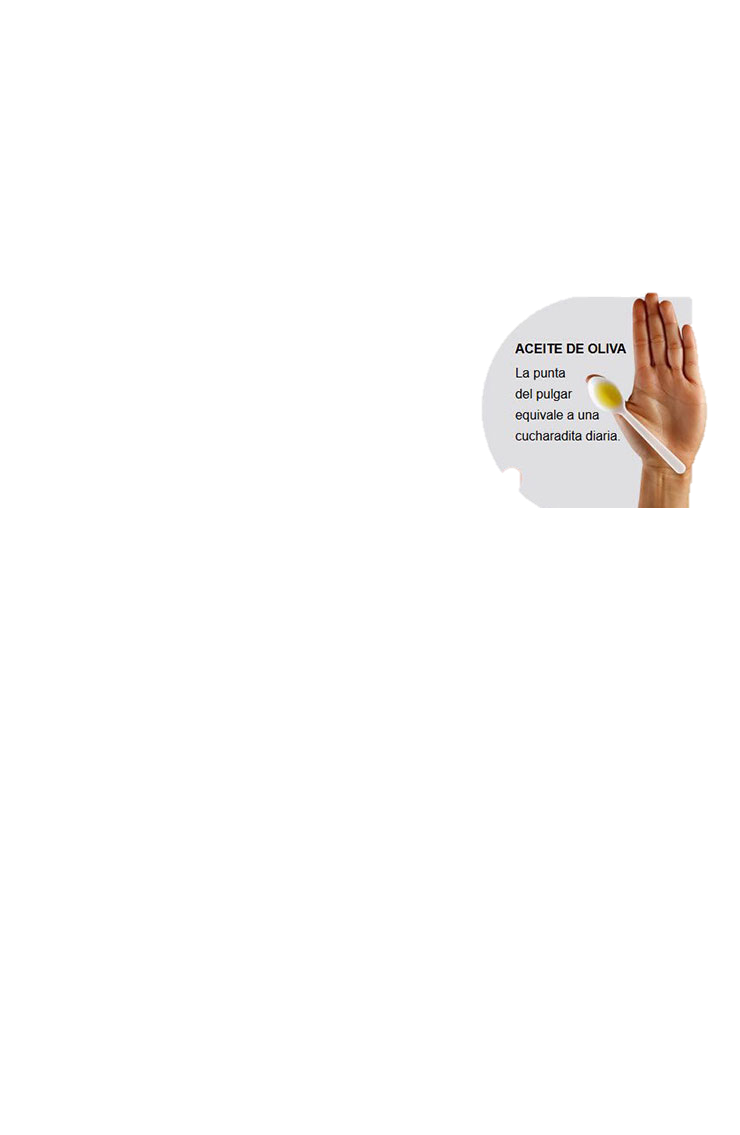 ACEITE DE OLIVA
La punta
del pulgar
equivale a una
cucharadita diaria.